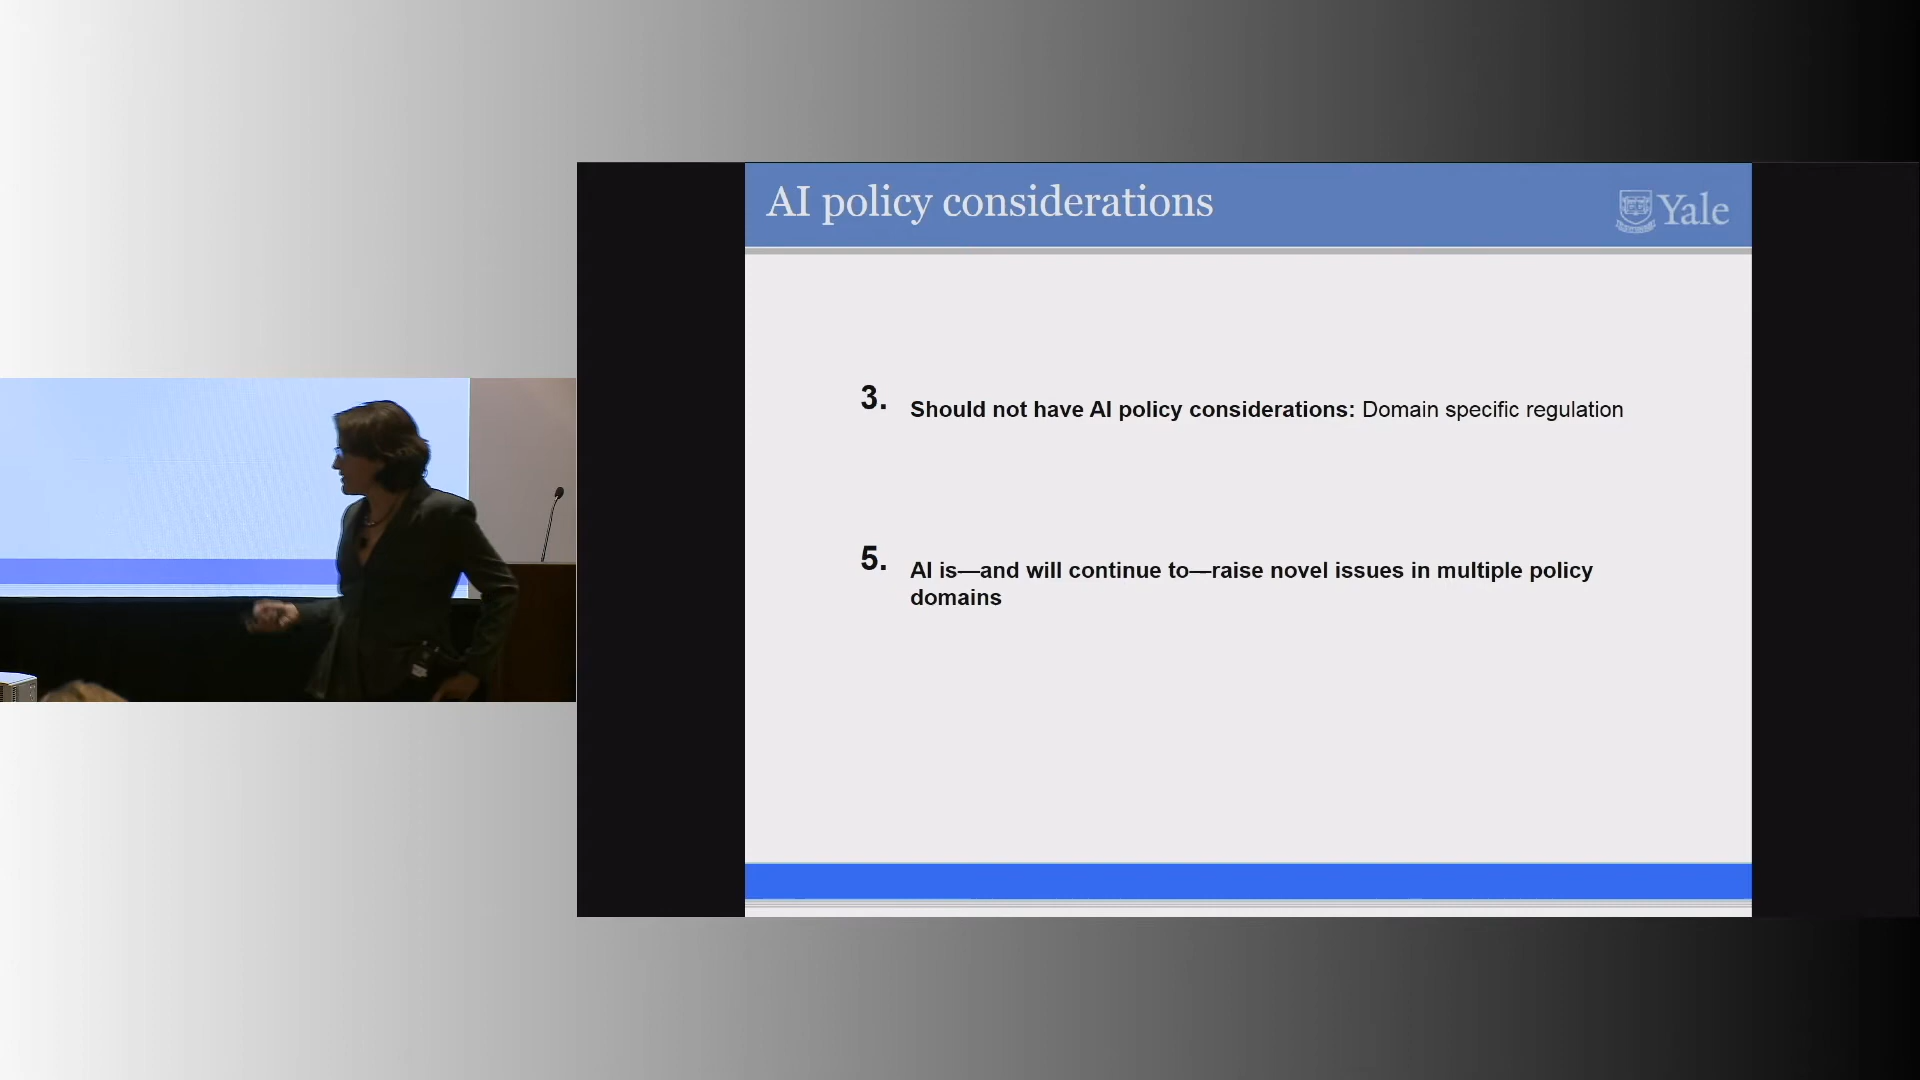 AI policy considerations
Yale
3. Should not have AI policy considerations: Domain specific regulation
5. AI is—and will continue to—raise novel issues in multiple policy
domains